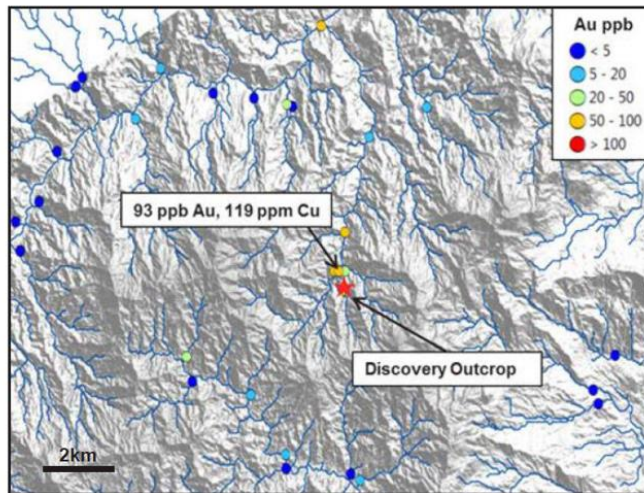 Au ppb
< 5
5 - 20
20 - 50
50 - 100
> 100
93 ppb Au, 119 ppm Cu
Discovery Outcrop
2km